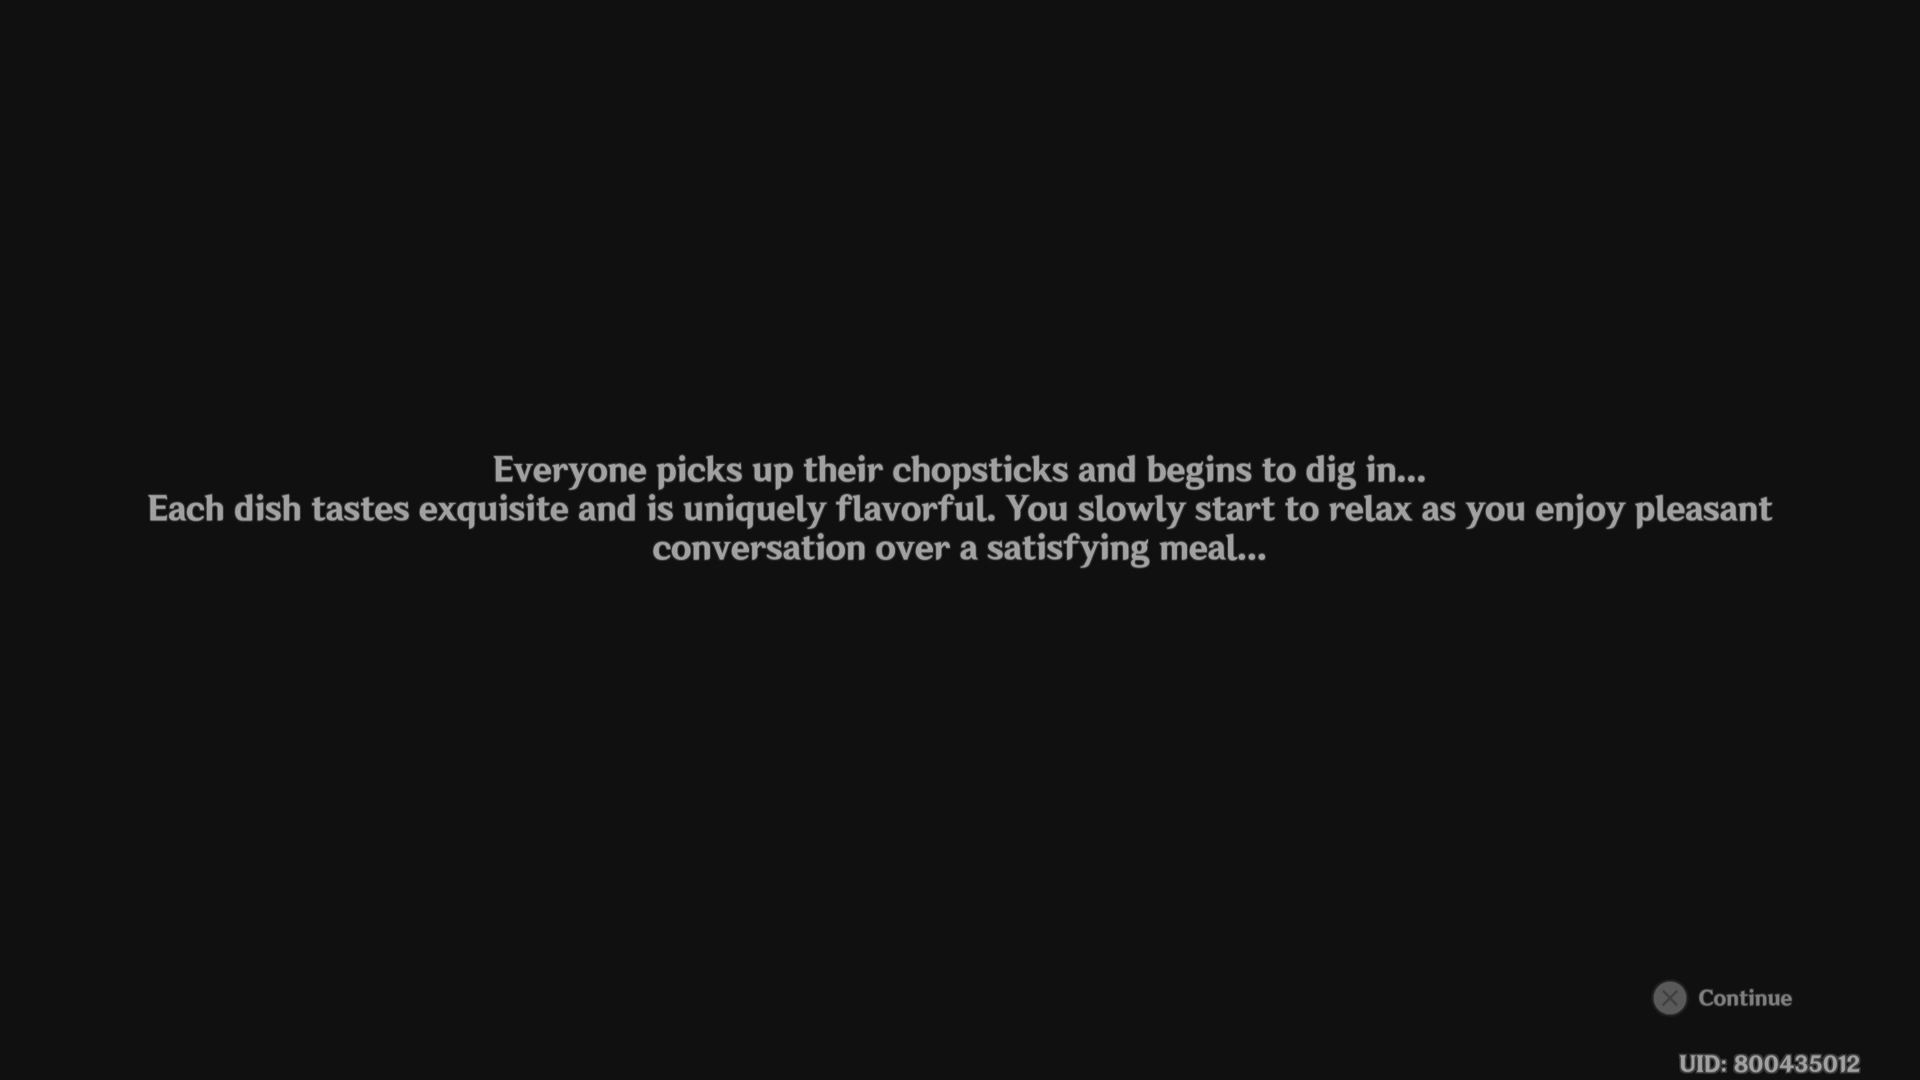 Everyone picks up their chopsticks and begins to dig in...
Each dish tastes exquisite and is uniquely flavorful. You slowly start to relax as you enjoy pleasant
conversation over a satisfying meal...
Continue
UID: 800435012